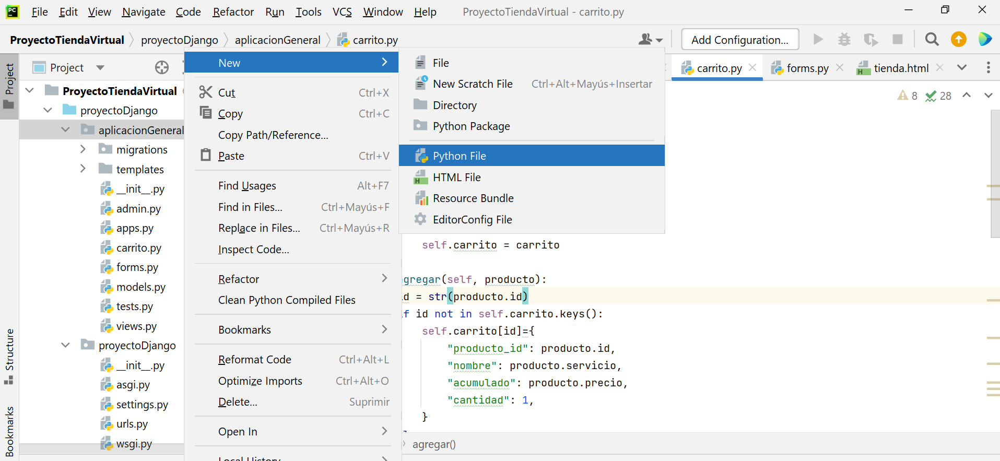 PC File Edit View Navigate Code Refactor Run Tools VCS Window Help ProyectoTiendaVirtual - carrito.py
ProyectoTiendaVirtual proyectoDjango aplicacionGeneral carrito.py Add Configuration...
Project
Structure
Bookmarks
Project
ProyectoTiendaVirtual
proyectoDjango
aplicacionGeneral
migrations
templates
__init__.py
admin.py
apps.py
carrito.py
forms.py
models.py
tests.py
views.py
proyectoDjango
__init__.py
asgi.py
settings.py
urls.py
wsgi.py
New
Cut Ctrl+X
Copy Ctrl+C
Copy Path/Reference...
Paste Ctrl+V
Find Usages Alt+F7
Find in Files... Ctrl+Mayús+F
Replace in Files... Ctrl+Mayús+R
Inspect Code...
Refactor
Clean Python Compiled Files
Bookmarks
Reformat Code Ctrl+Alt+L
Optimize Imports Ctrl+Alt+O
Delete... Suprimir
Open In
Local History
File
New Scratch File Ctrl+Alt+Mayús+Insertar
Directory
Python Package
Python File
H HTML File
Resource Bundle
EditorConfig File
carrito.py forms.py H tienda.html
8 28
self.carrito = carrito
agregar(self, producto):
id = str(producto.id)
if id not in self.carrito.keys():
self.carrito[id]={
"producto_id": producto.id,
"nombre": producto.servicio,
"acumulado": producto.precio,
"cantidad": 1,
}
agregar()